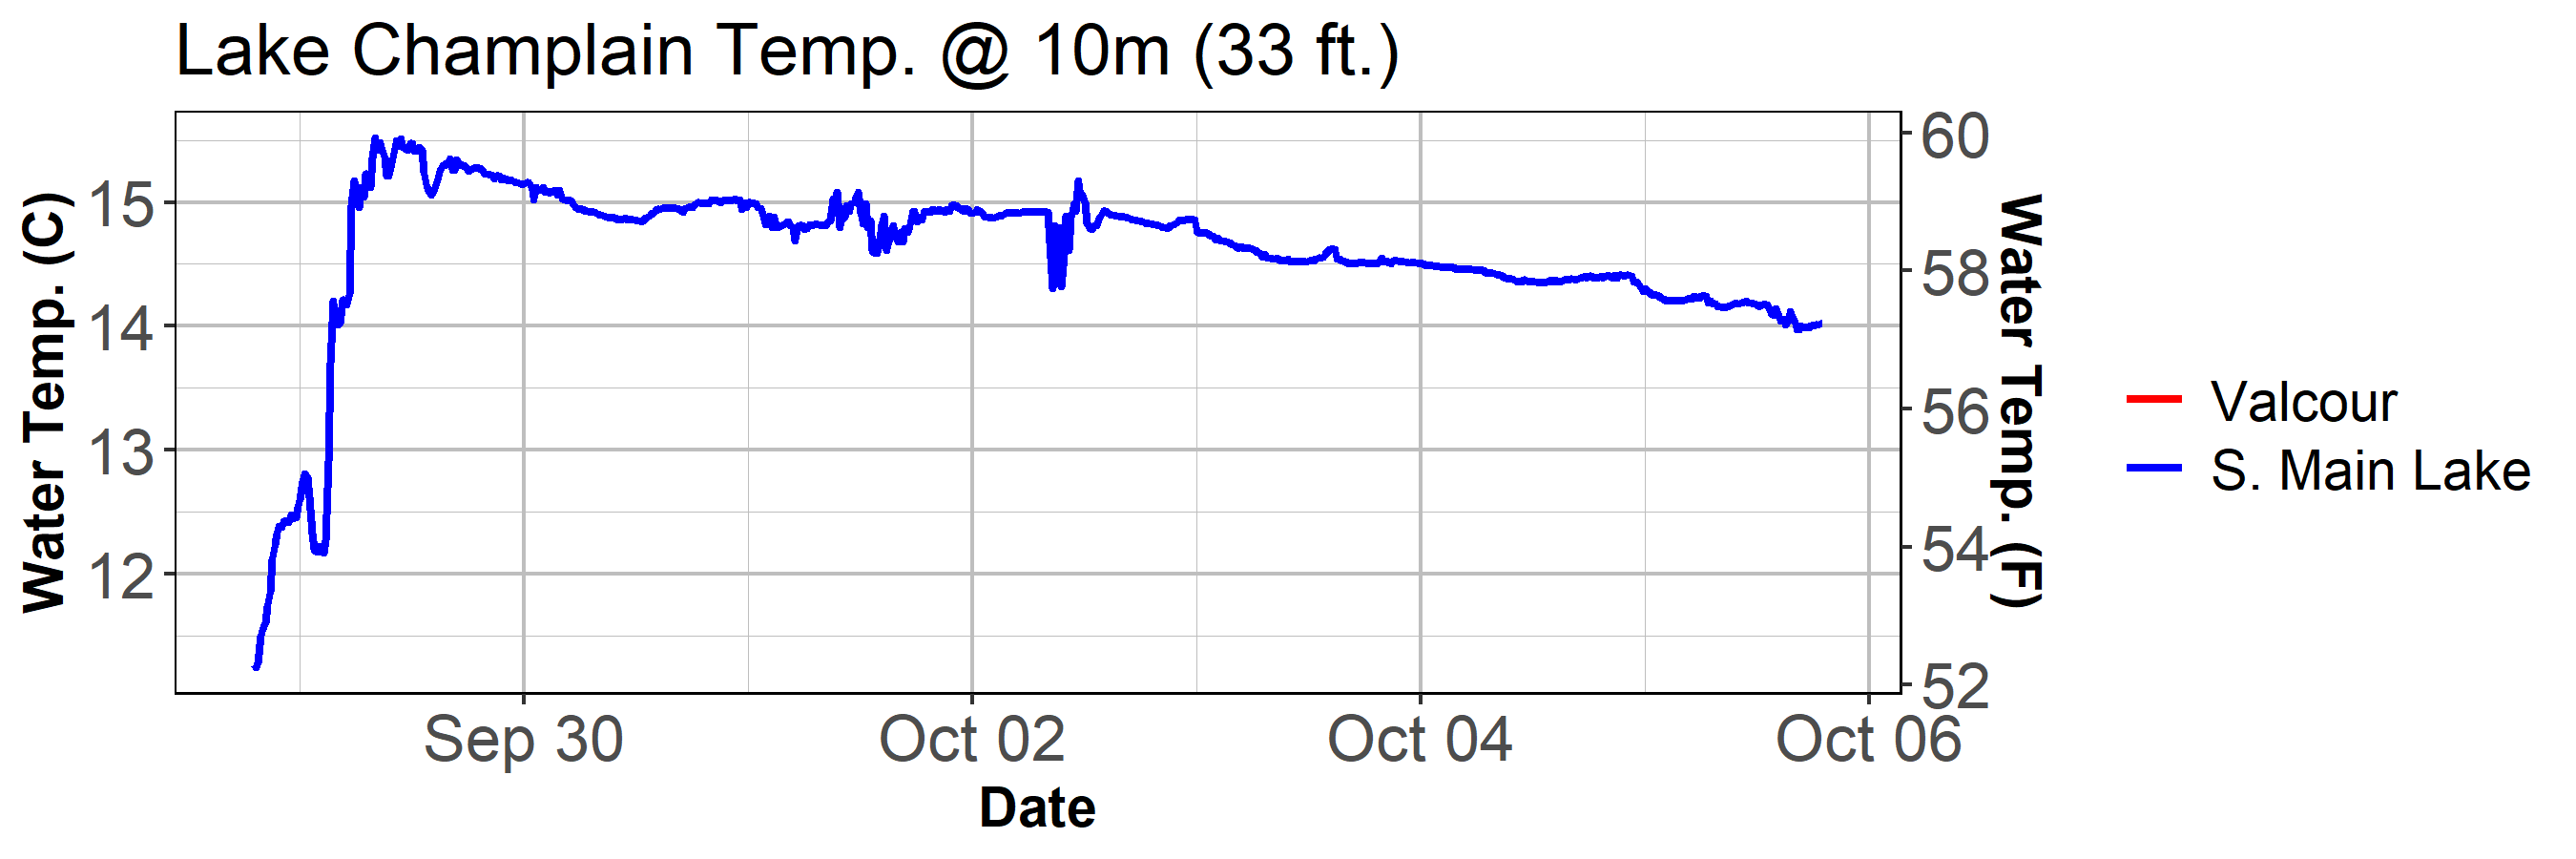 Lake Champlain Temp. @ 10m (33 ft.)
Water Temp. (C)
15
14
13
12
60
58
56
54
52
Water Temp. (F)
Sep 30
Oct 02
Oct 04
Oct 06
Date
Valcour
S. Main Lake